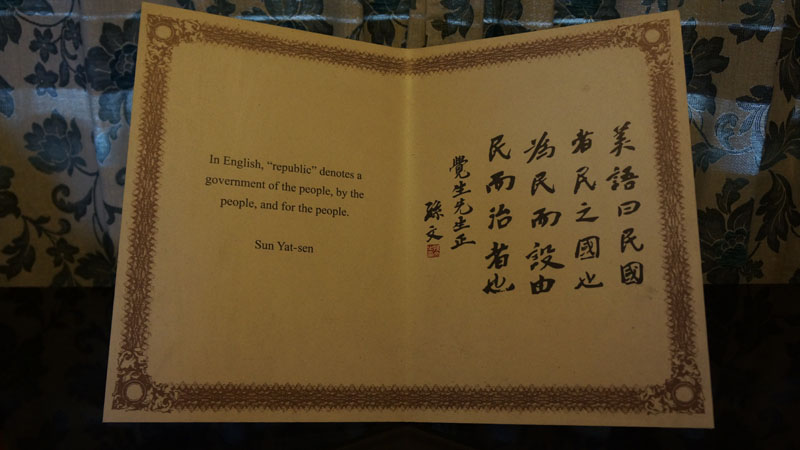 In English, "republic" denotes a
government of the people, by the
people, and for the people.
Sun Yat-sen
英語曰民國
者民之國也
為民而設由
民而治者也
覺生先生正
孫文